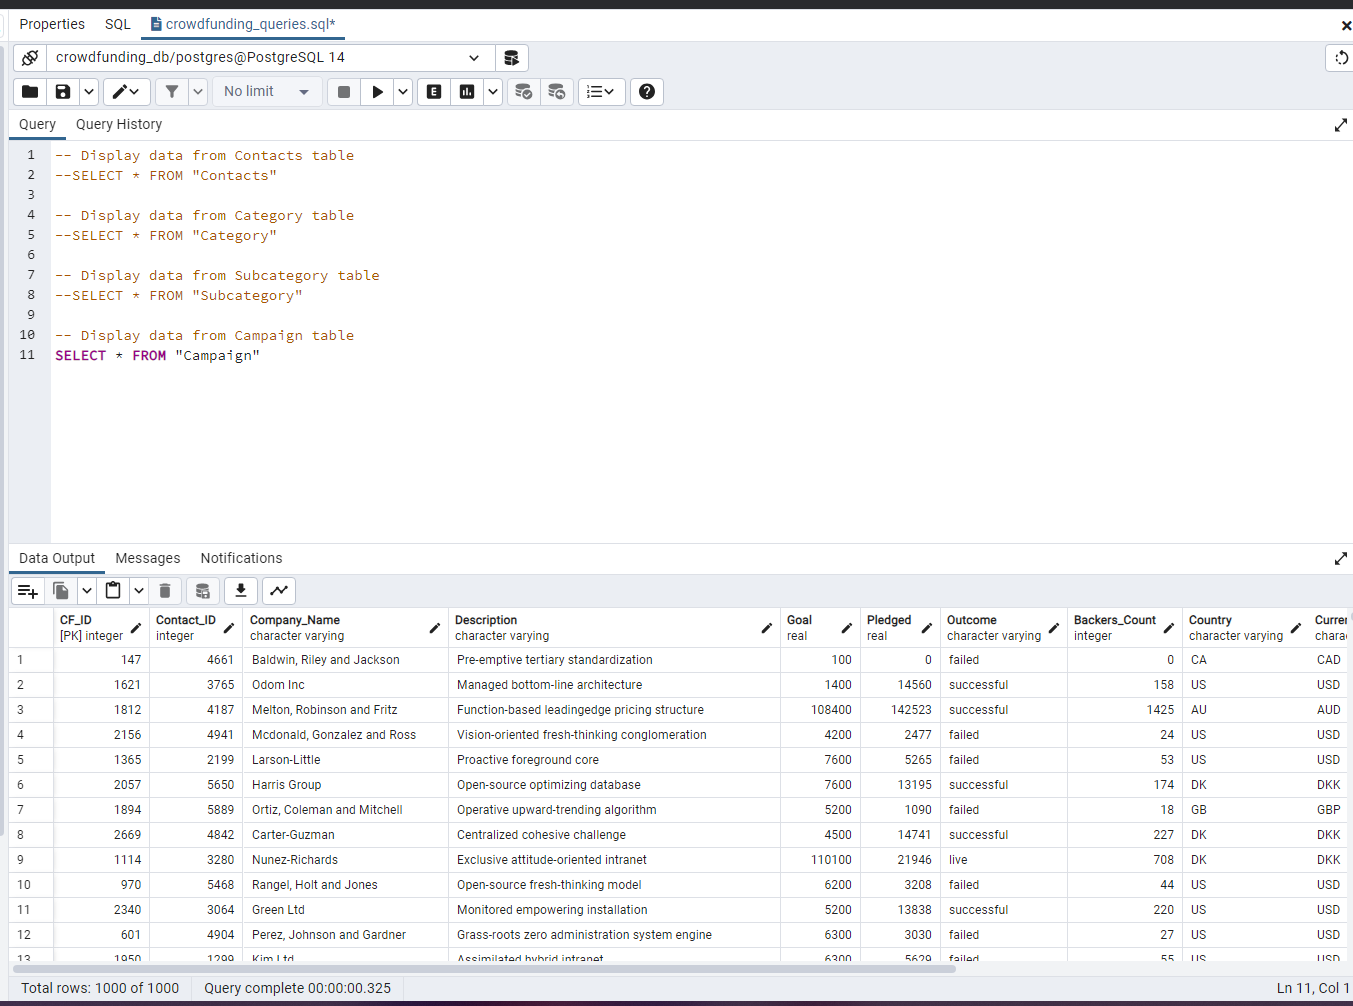 Properties SQL crowdfunding_queries.sql*
crowdfunding_db/postgres@PostgreSQL 14
No limit E
Query Query History
1 -- Display data from Contacts table
2 --SELECT * FROM "Contacts"
3
4 -- Display data from Category table
5 --SELECT * FROM "Category"
6
7 -- Display data from Subcategory table
8 --SELECT * FROM "Subcategory"
9
10 -- Display data from Campaign table
11 SELECT * FROM "Campaign"
Data Output Messages Notifications
CF_ID Contact_ID Company_Name Description Goal Pledged Outcome Backers_Count Country Currer
[PK] integer integer character varying character varying real real character varying integer character varying chara
1 147 4661 Baldwin, Riley and Jackson Pre-emptive tertiary standardization 100 0 failed 0 CA CAD
2 1621 3765 Odom Inc Managed bottom-line architecture 1400 14560 successful 158 US USD
3 1812 4187 Melton, Robinson and Fritz Function-based leadingedge pricing structure 108400 142523 successful 1425 AU AUD
4 2156 4941 Mcdonald, Gonzalez and Ross Vision-oriented fresh-thinking conglomeration 4200 2477 failed 24 US USD
5 1365 2199 Larson-Little Proactive foreground core 7600 5265 failed 53 US USD
6 2057 5650 Harris Group Open-source optimizing database 7600 13195 successful 174 DK DKK
7 1894 5889 Ortiz, Coleman and Mitchell Operative upward-trending algorithm 5200 1090 failed 18 GB GBP
8 2669 4842 Carter-Guzman Centralized cohesive challenge 4500 14741 successful 227 DK DKK
9 1114 3280 Nunez-Richards Exclusive attitude-oriented intranet 110100 21946 live 708 DK DKK
10 970 5468 Rangel, Holt and Jones Open-source fresh-thinking model 6200 3208 failed 44 US USD
11 2340 3064 Green Ltd Monitored empowering installation 5200 13838 successful 220 US USD
12 601 4904 Perez, Johnson and Gardner Grass-roots zero administration system engine 6300 3030 failed 27 US USD
13 1950 1299 Kim Ltd Assimilated hybrid intranet 6300 5629 failed 55 US USD
Total rows: 1000 of 1000 Query complete 00:00:00.325 Ln 11, Col 1